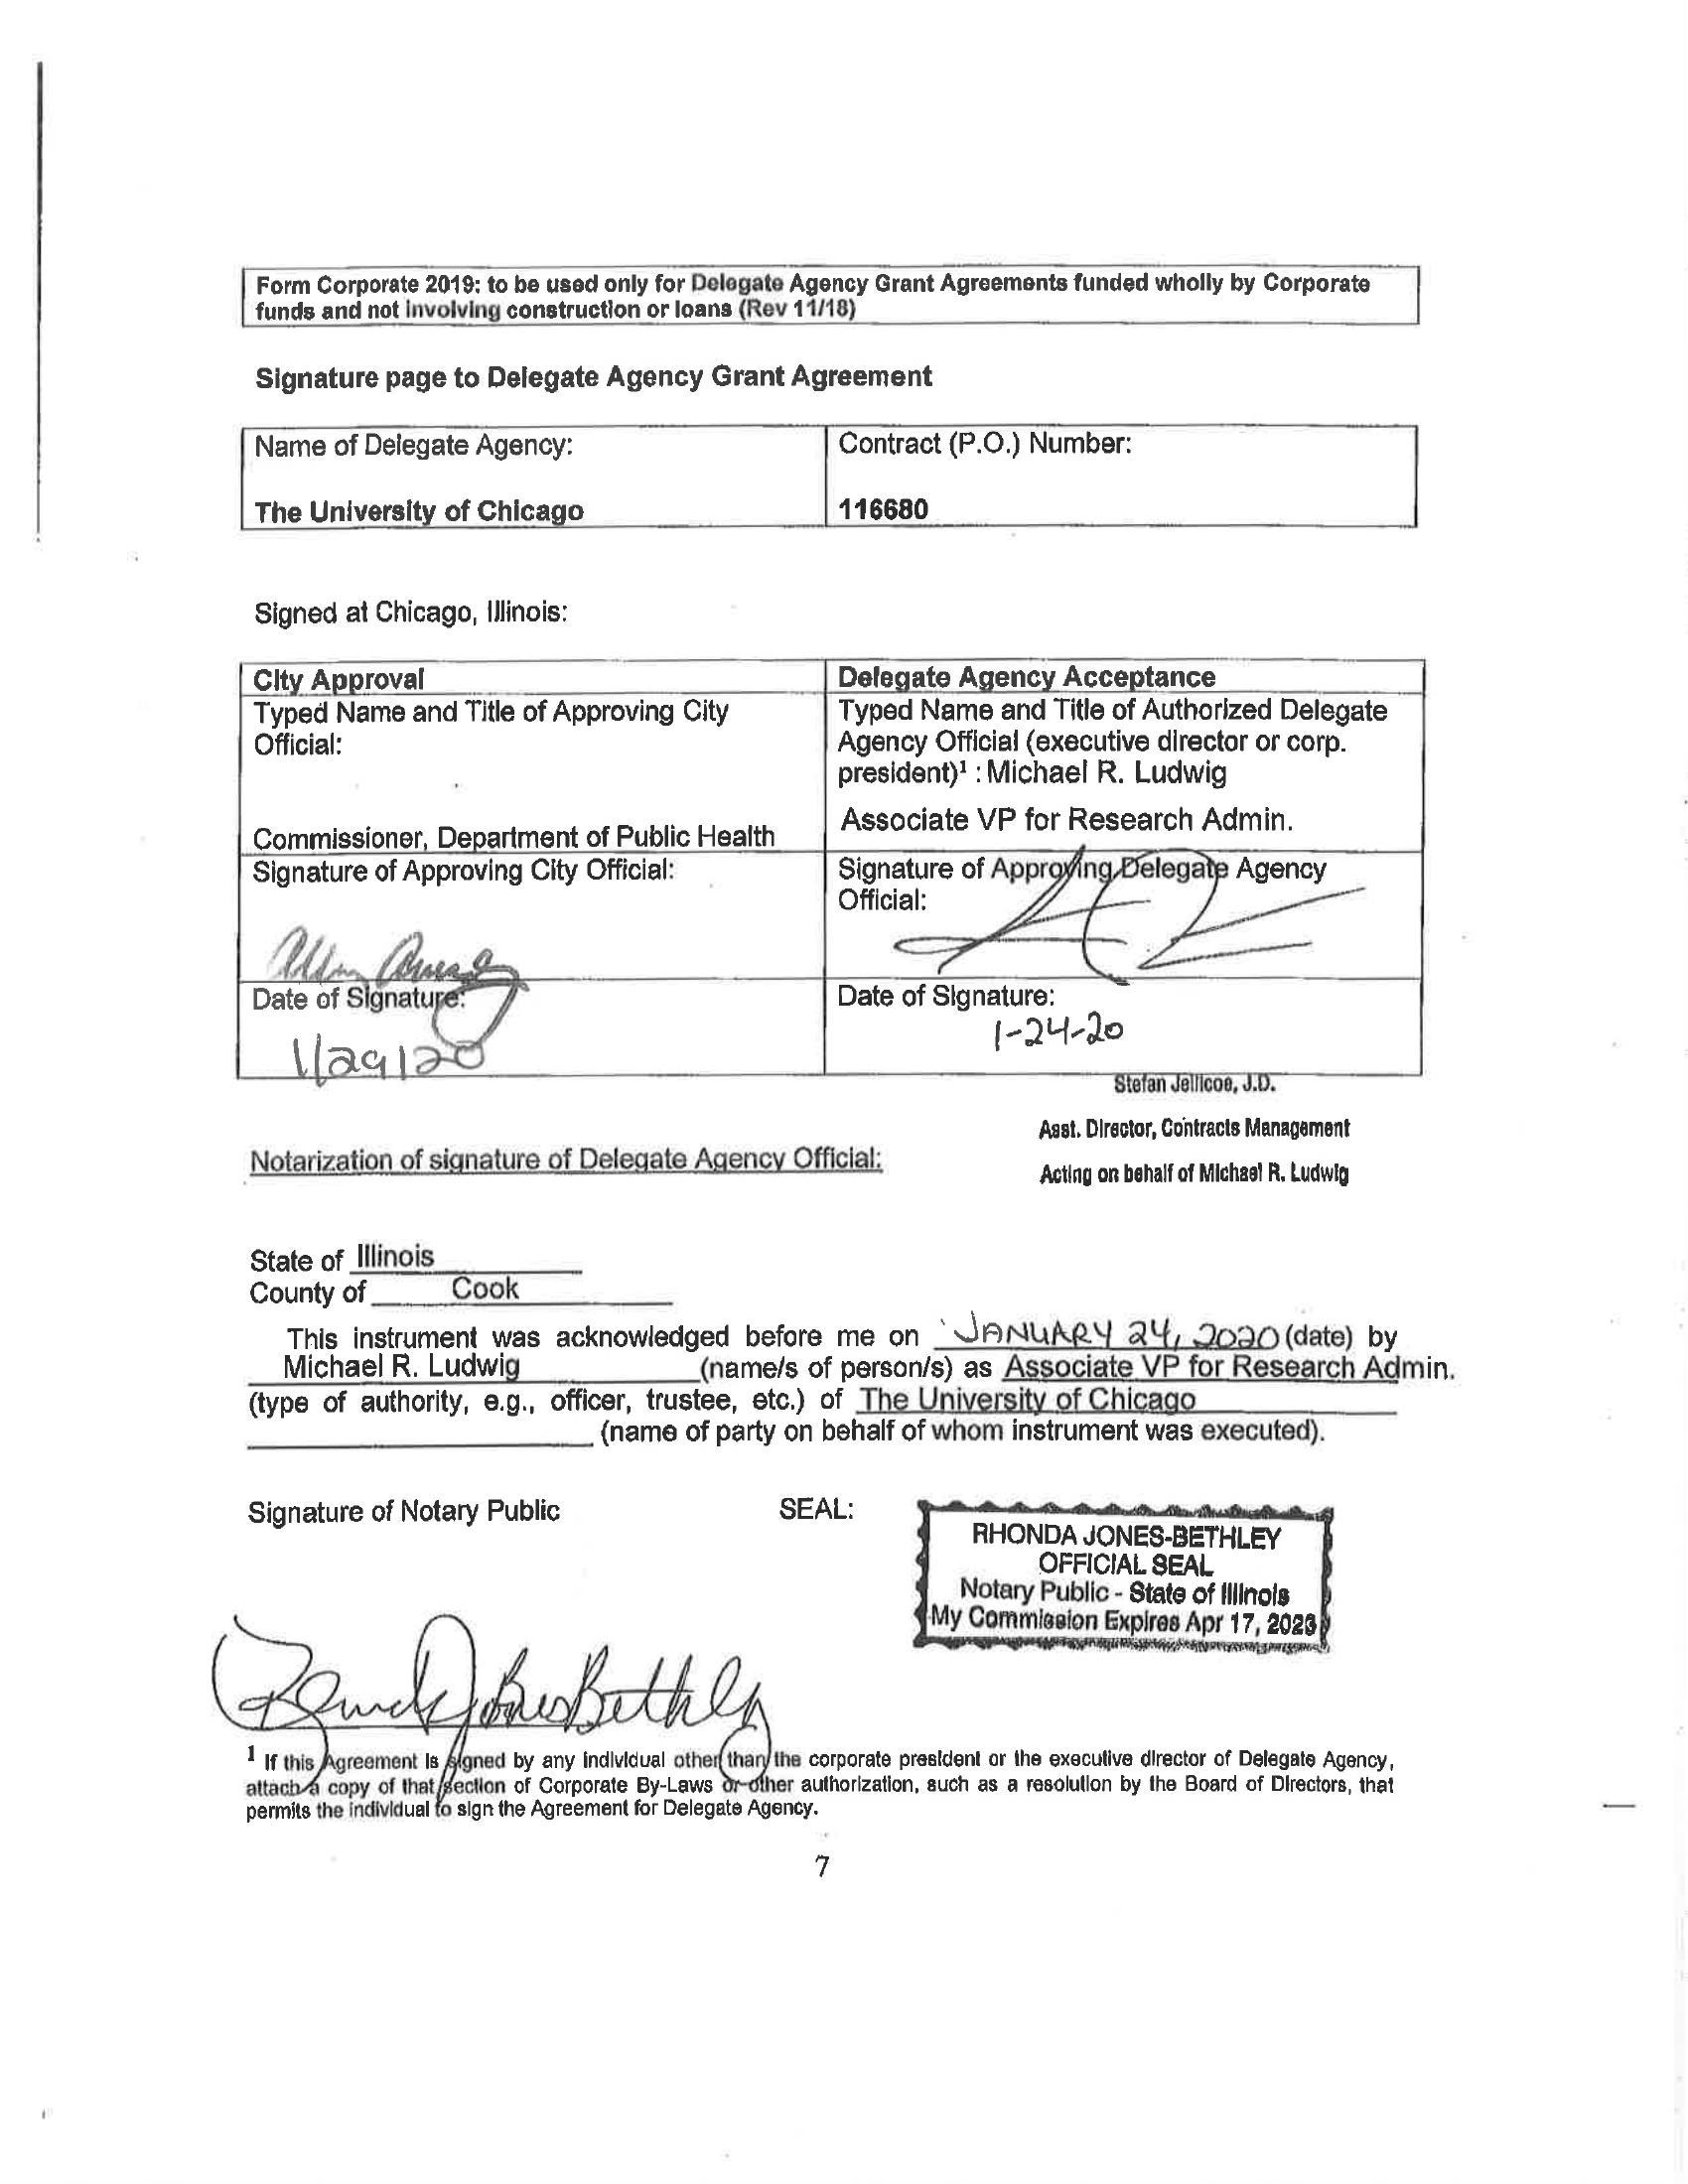 Form Corporate 2019: to be used only for Delegate Agency Grant Agreements funded wholly by Corporate
funds and not involving construction or loans (Rev 11/18)
Signature page to Delegate Agency Grant Agreement
Name of Delegate Agency:
The University of Chicago
Contract (P.O.) Number:
116680
Signed at Chicago, Illinois:
City Approval
Typed Name and Title of Approving City
Official:
Commissioner, Department of Public Health
Signature of Approving City Official:
Date of Signature:
1/29/20
Delegate Agency Acceptance
Typed Name and Title of Authorized Delegate
Agency Official (executive director or corp.
president)¹ : Michael R. Ludwig
Associate VP for Research Admin.
Signature of Approving Delegate Agency
Official:
Date of Signature:
1-24-20
Stefan Jellicoe, J.D.
Asst. Director, Contracts Management
Acting on behalf of Michael R. Ludwig
Notarization of signature of Delegate Agency Official:
State of Illinois
County of Cook
This instrument was acknowledged before me on JANUARY 24, 2020 (date) by
Michael R. Ludwig (name/s of person/s) as Associate VP for Research Admin.
(type of authority, e.g., officer, trustee, etc.) of The University of Chicago
(name of party on behalf of whom instrument was executed).
Signature of Notary Public
SEAL:
RHONDA JONES-BETHLEY
OFFICIAL SEAL
Notary Public - State of Illinois
My Commission Expires Apr 17, 2023
¹ If this Agreement is signed by any individual other than the corporate president or the executive director of Delegate Agency,
attach a copy of that section of Corporate By-Laws or other authorization, such as a resolution by the Board of Directors, that
permits the individual to sign the Agreement for Delegate Agency.
7